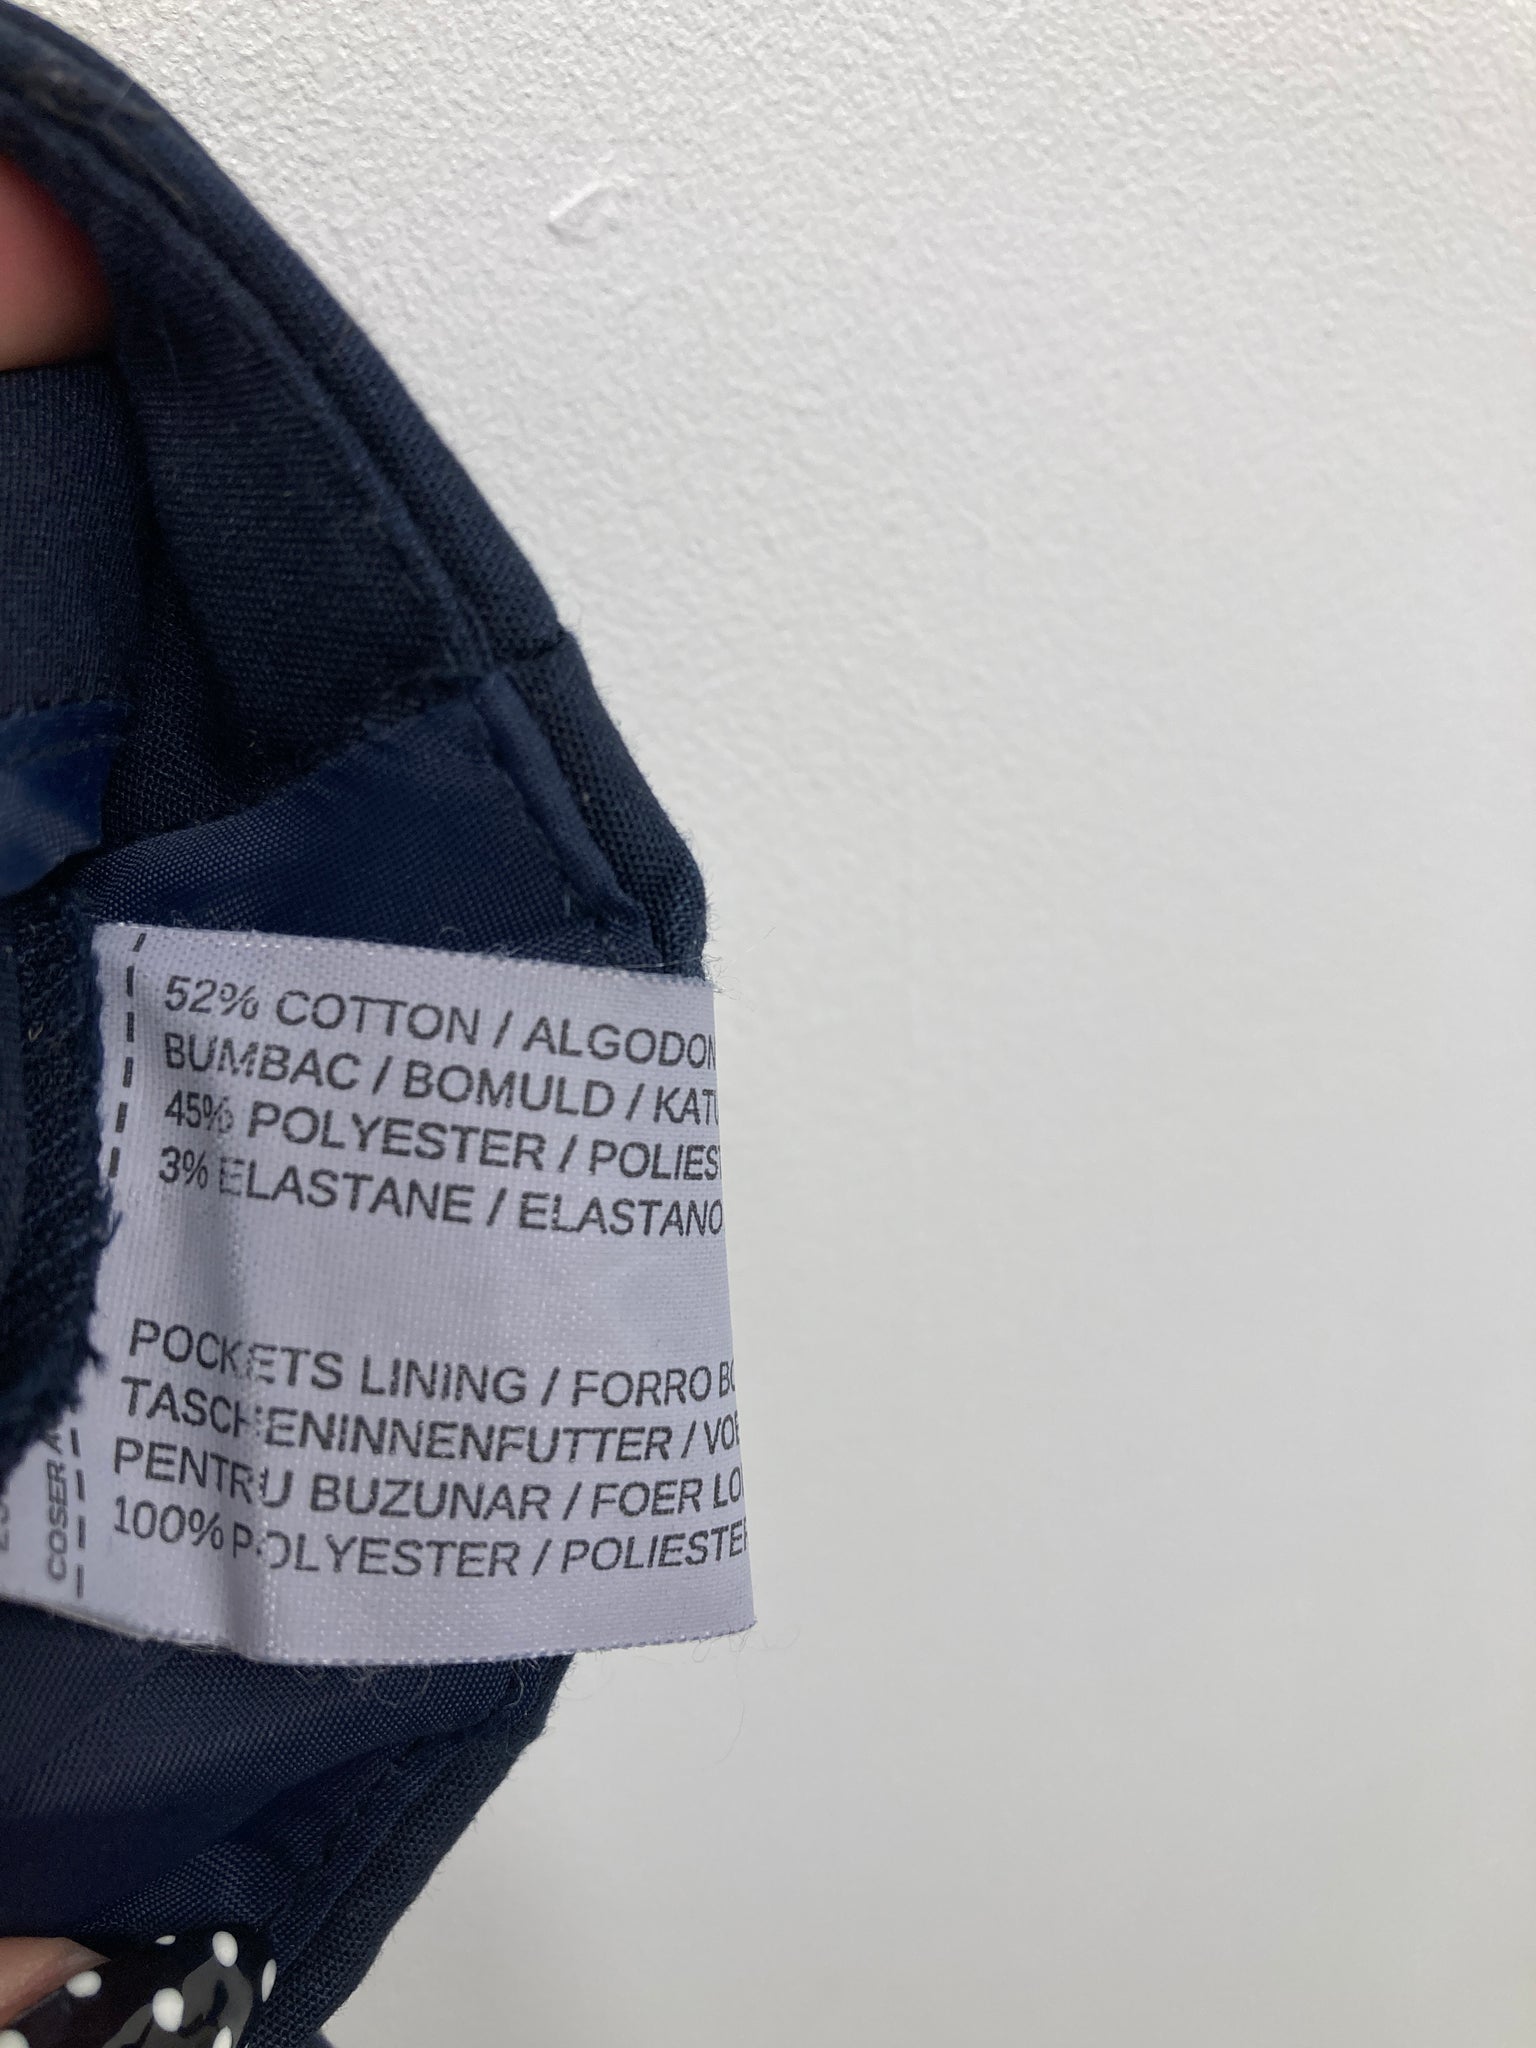 52% COTTON / ALGODON
BUMBAC / BOMULD / KATU
45% POLYESTER / POLIEST
3% ELASTANE / ELASTANO
POCKETS LINING / FORRO BO
TASCHENINNENFUTTER / VOE
PENTRU BUZUNAR / FOER LO
100% POLYESTER / POLIESTER
COSER A